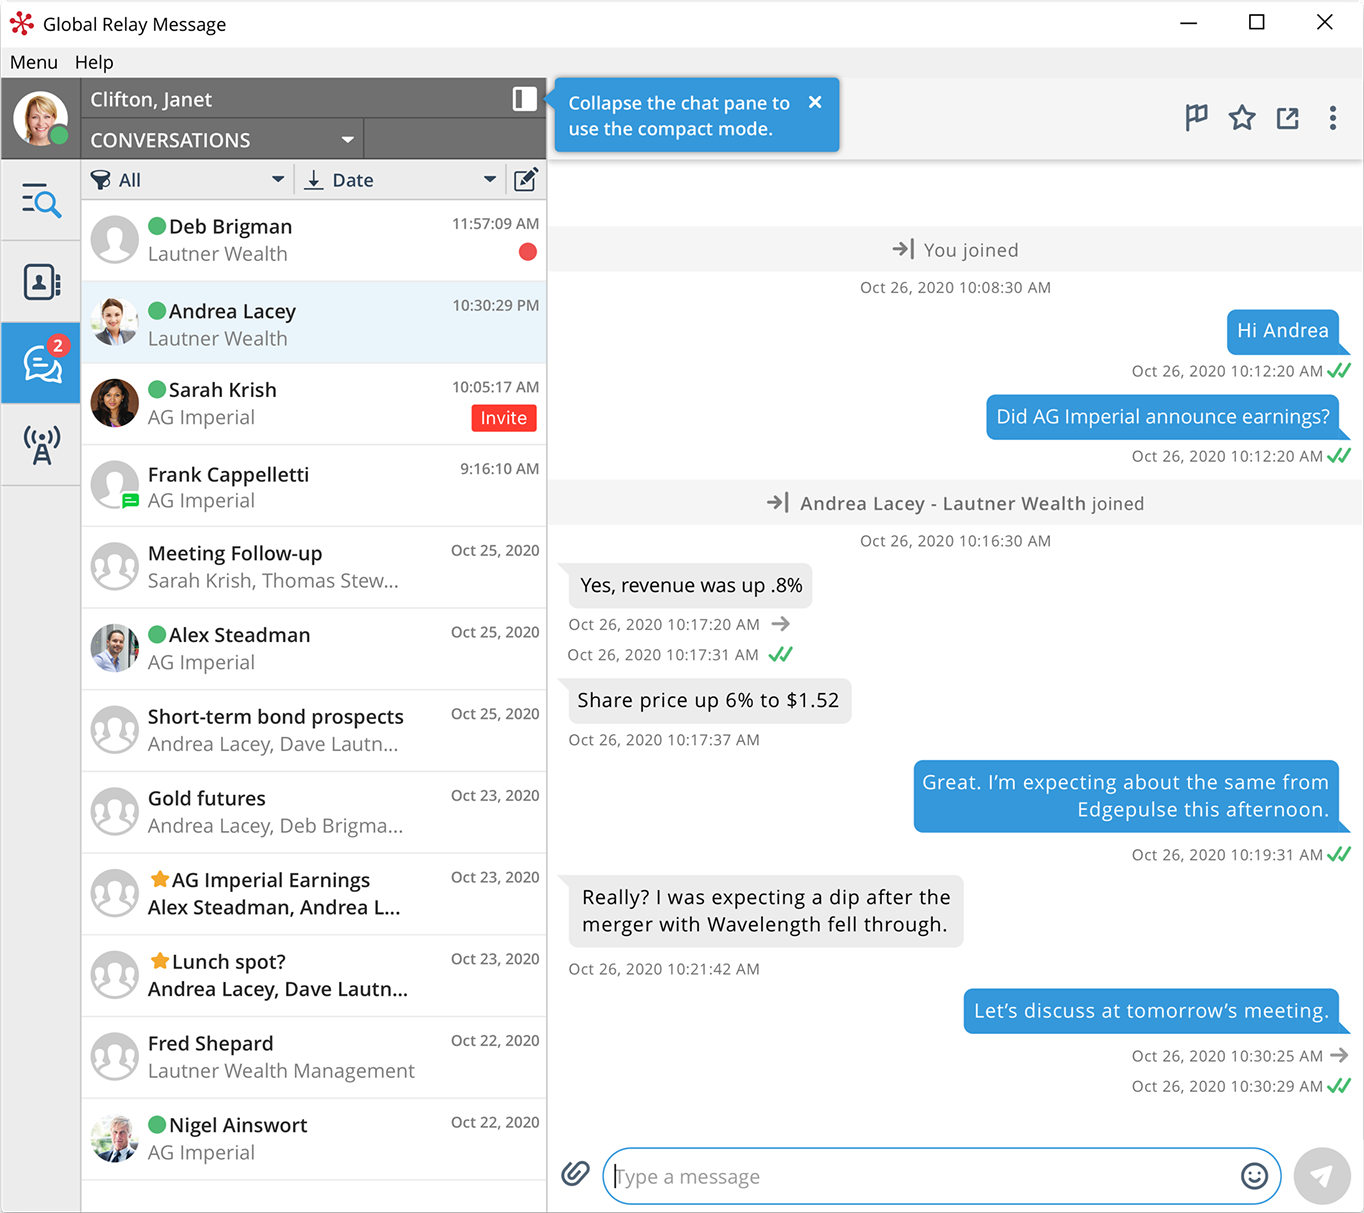 Global Relay Message
Menu Help
Clifton, Janet
CONVERSATIONS
All
Date
2
Deb Brigman
11:57:09 AM
Lautner Wealth
Andrea Lacey
10:30:29 PM
Lautner Wealth
Sarah Krish
10:05:17 AM
AG Imperial
Invite
Frank Cappelletti
9:16:10 AM
AG Imperial
Meeting Follow-up
Oct 25, 2020
Sarah Krish, Thomas Stew...
Alex Steadman
Oct 25, 2020
AG Imperial
Short-term bond prospects
Oct 25, 2020
Andrea Lacey, Dave Lautn...
Gold futures
Oct 23, 2020
Andrea Lacey, Deb Brigma...
AG Imperial Earnings
Oct 23, 2020
Alex Steadman, Andrea L...
Lunch spot?
Oct 23, 2020
Andrea Lacey, Dave Lautn...
Fred Shepard
Oct 22, 2020
Lautner Wealth Management
Nigel Ainswort
Oct 22, 2020
AG Imperial
Collapse the chat pane to
use the compact mode.
You joined
Oct 26, 2020 10:08:30 AM
Hi Andrea
Oct 26, 2020 10:12:20 AM
Did AG Imperial announce earnings?
Oct 26, 2020 10:12:20 AM
Andrea Lacey - Lautner Wealth joined
Oct 26, 2020 10:16:30 AM
Yes, revenue was up .8%
Oct 26, 2020 10:17:20 AM
Oct 26, 2020 10:17:31 AM
Share price up 6% to $1.52
Oct 26, 2020 10:17:37 AM
Great. I'm expecting about the same from
Edgepulse this afternoon.
Oct 26, 2020 10:19:31 AM
Really? I was expecting a dip after the
merger with Wavelength fell through.
Oct 26, 2020 10:21:42 AM
Let's discuss at tomorrow's meeting.
Oct 26, 2020 10:30:25 AM
Oct 26, 2020 10:30:29 AM
Type a message